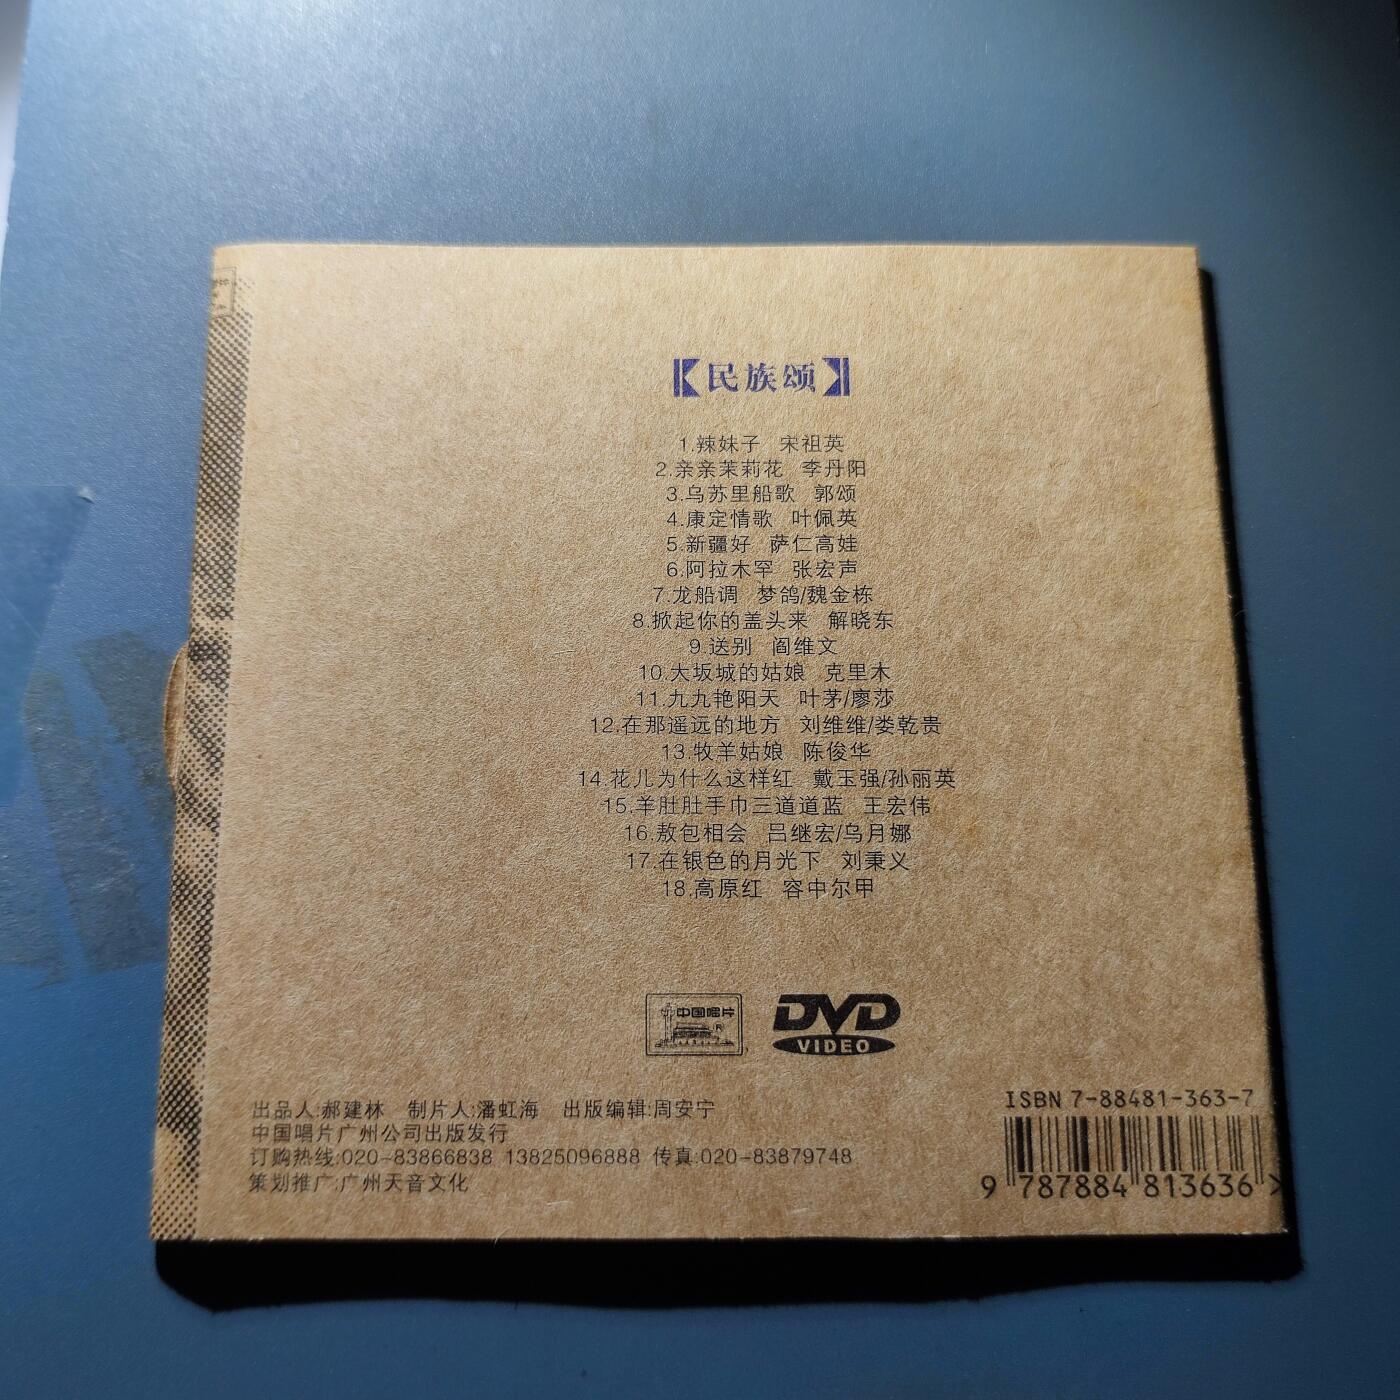 【民族颂】
1.辣妹子 宋祖英
2.亲亲茉莉花 李丹阳
3.乌苏里船歌 郭颂
4.康定情歌 叶佩英
5.新疆好 萨仁高娃
6.阿拉木罕 张宏声
7.龙船调 梦鸽/魏金栋
8.掀起你的盖头来 解晓东
9.送别 阎维文
10.大坂城的姑娘 克里木
11.九九艳阳天 叶茅/廖莎
12.在那遥远的地方 刘维维/娄乾贵
13.牧羊姑娘 陈俊华
14.花儿为什么这样红 戴玉强/孙丽英
15.羊肚肚手巾三道道蓝 王宏伟
16.敖包相会 吕继宏/乌月娜
17.在银色的月光下 刘秉义
18.高原红 容中尔甲
中国唱片®
DVD
VIDEO
出品人:郝建林 制片人:潘虹海 出版编辑:周安宁
中国唱片广州公司出版发行
订购热线:020-83866838 13825096888 传真:020-83879748
策划推广:广州天音文化
ISBN 7-88481-363-7
9 787884 813636 >